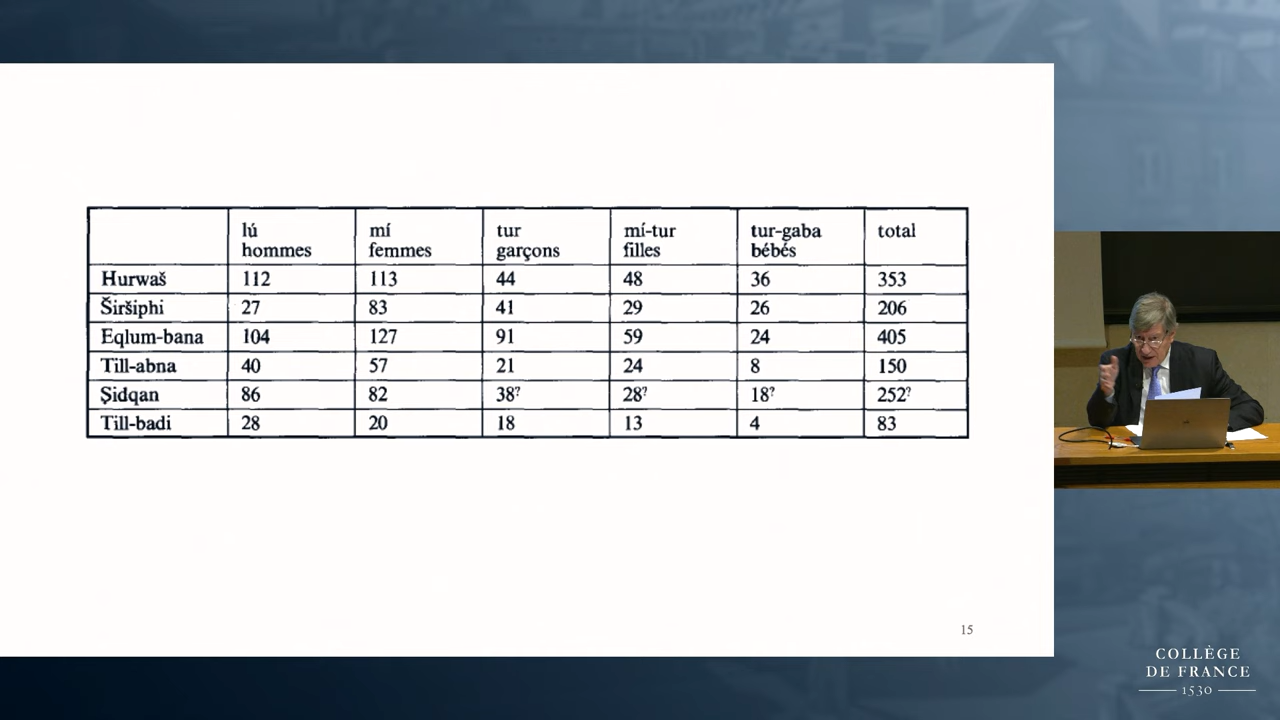 lú mí tur mí-tur tur-gaba total
hommes femmes garçons filles bébés
Hurwaš 112 113 44 48 36 353
Širšiphi 27 83 41 29 26 206
Eqlum-bana 104 127 91 59 24 405
Till-abna 40 57 21 24 8 150
Ṣidqan 86 82 38? 28? 18? 252?
Till-badi 28 20 18 13 4 83
15
COLLÈGE
DE FRANCE
1530